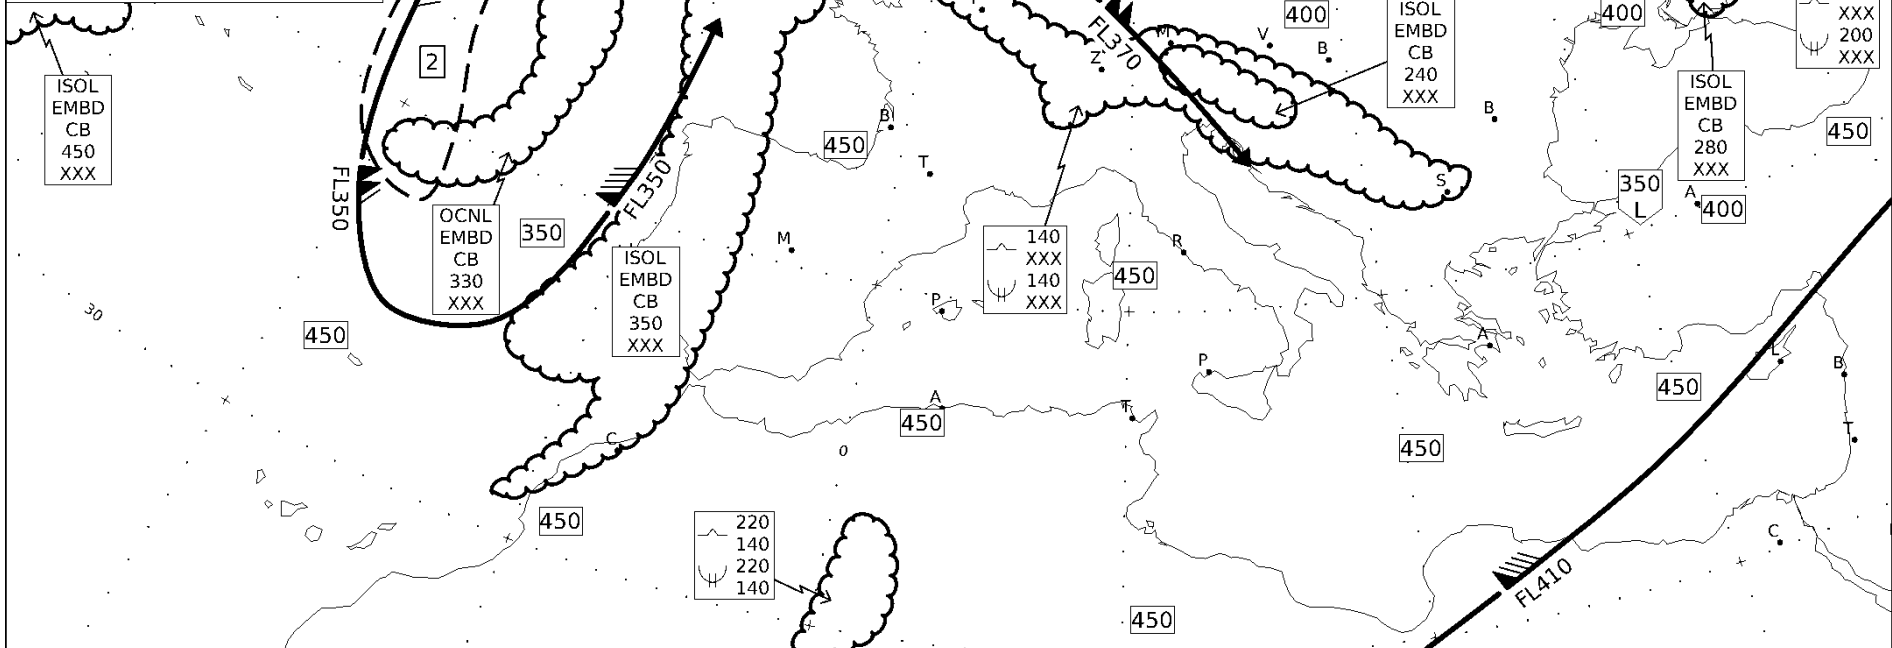 ISOL
EMBD
CB
450
XXX
2
FL350
OCNL
EMBD
CB
330
XXX
350
FL350
ISOL
EMBD
CB
350
XXX
450
30
450
B
T
M
P
A
450
C
450
0
220
140
220
140
FL370
Z
M
V
B
400
ISOL
EMBD
CB
240
XXX
S
B
140
XXX
140
XXX
450
R
P
T
A
450
450
400
ISOL
EMBD
CB
280
XXX
XXX
200
XXX
450
350
L
A
400
450
L
B
T
C
FL410